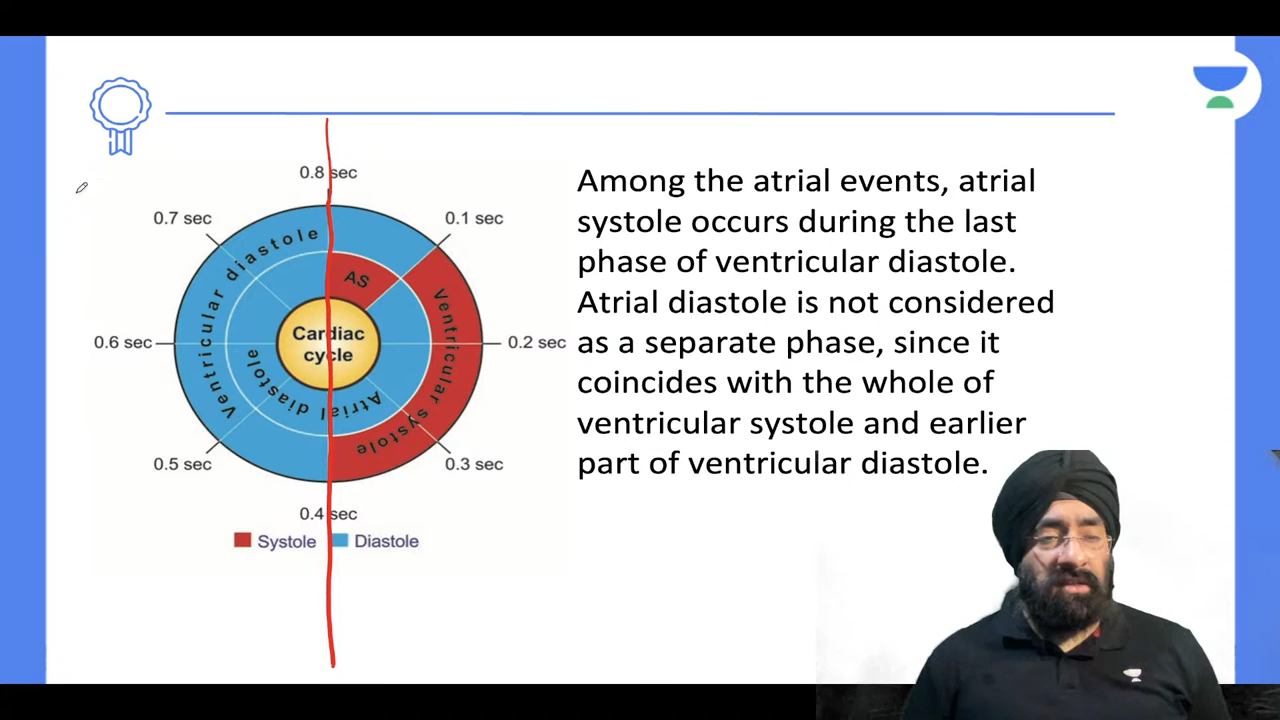 0.8 sec
0.7 sec
0.1 sec
Ventricular diastole
AS
Ventricular systole
Cardiac
cycle
0.6 sec
0.2 sec
Atrial diastole
0.5 sec
0.3 sec
0.4 sec
Systole
Diastole
Among the atrial events, atrial
systole occurs during the last
phase of ventricular diastole.
Atrial diastole is not considered
as a separate phase, since it
coincides with the whole of
ventricular systole and earlier
part of ventricular diastole.